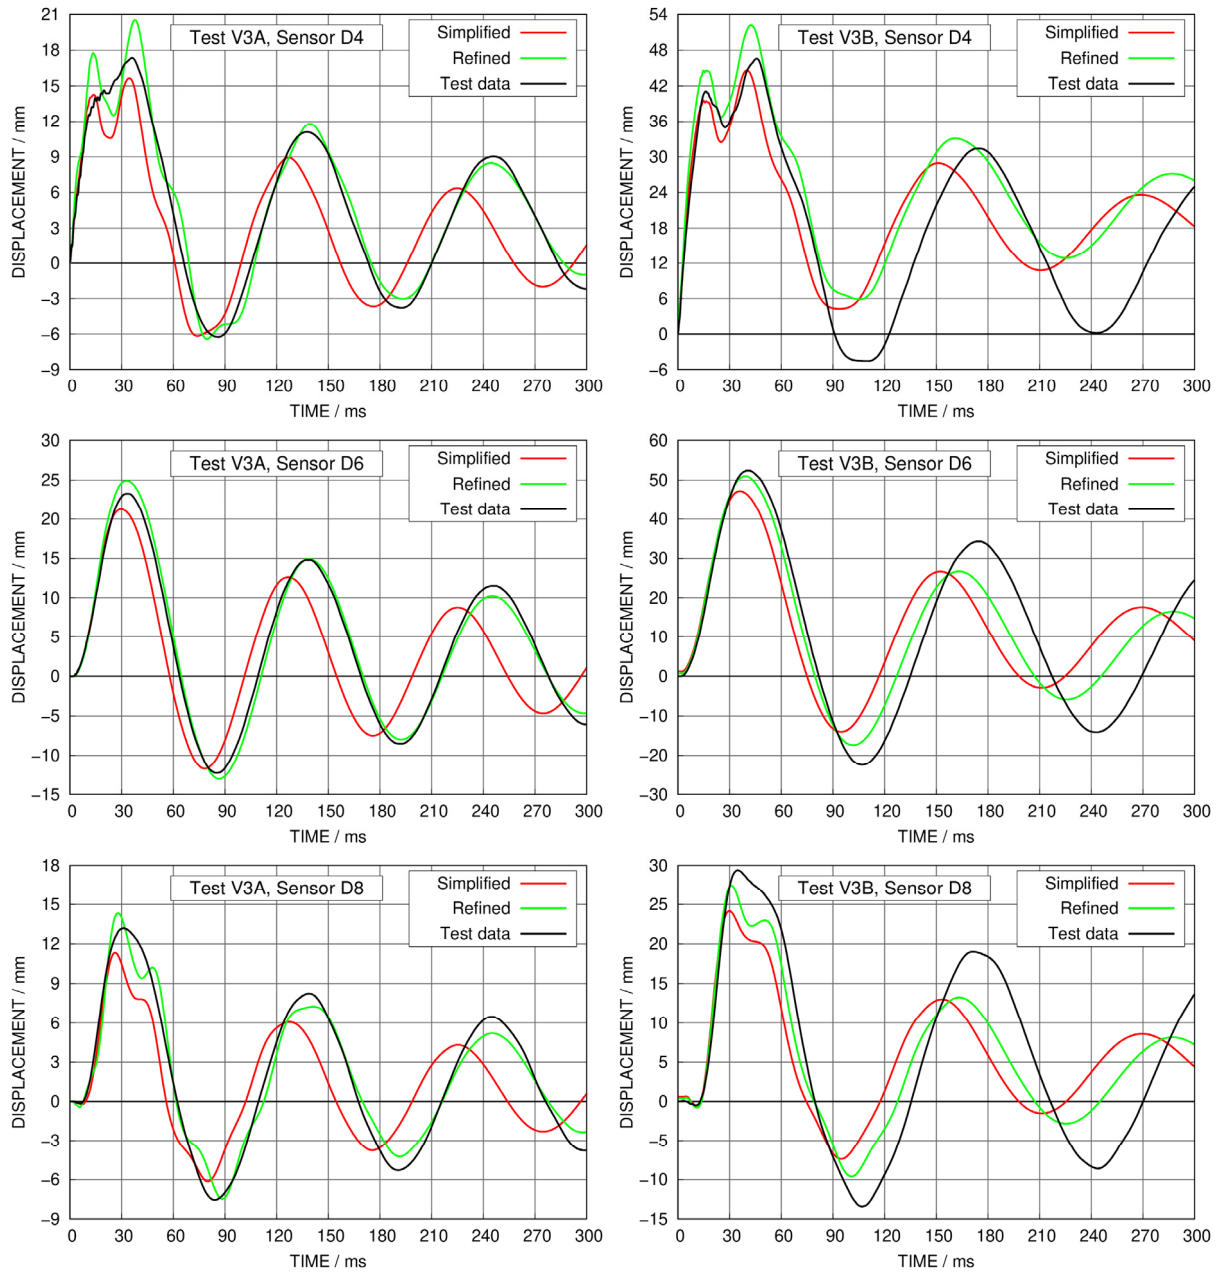 Test V3A, Sensor D4
Simplified
Refined
Test data
DISPLACEMENT / mm
21
18
15
12
9
6
3
0
−3
−6
−9
0 30 60 90 120 150 180 210 240 270 300
TIME / ms
Test V3B, Sensor D4
Simplified
Refined
Test data
DISPLACEMENT / mm
54
48
42
36
30
24
18
12
6
0
−6
0 30 60 90 120 150 180 210 240 270 300
TIME / ms
Test V3A, Sensor D6
Simplified
Refined
Test data
DISPLACEMENT / mm
30
25
20
15
10
5
0
−5
−10
−15
0 30 60 90 120 150 180 210 240 270 300
TIME / ms
Test V3B, Sensor D6
Simplified
Refined
Test data
DISPLACEMENT / mm
60
50
40
30
20
10
0
−10
−20
−30
0 30 60 90 120 150 180 210 240 270 300
TIME / ms
Test V3A, Sensor D8
Simplified
Refined
Test data
DISPLACEMENT / mm
18
15
12
9
6
3
0
−3
−6
−9
0 30 60 90 120 150 180 210 240 270 300
TIME / ms
Test V3B, Sensor D8
Simplified
Refined
Test data
DISPLACEMENT / mm
30
25
20
15
10
5
0
−5
−10
−15
0 30 60 90 120 150 180 210 240 270 300
TIME / ms